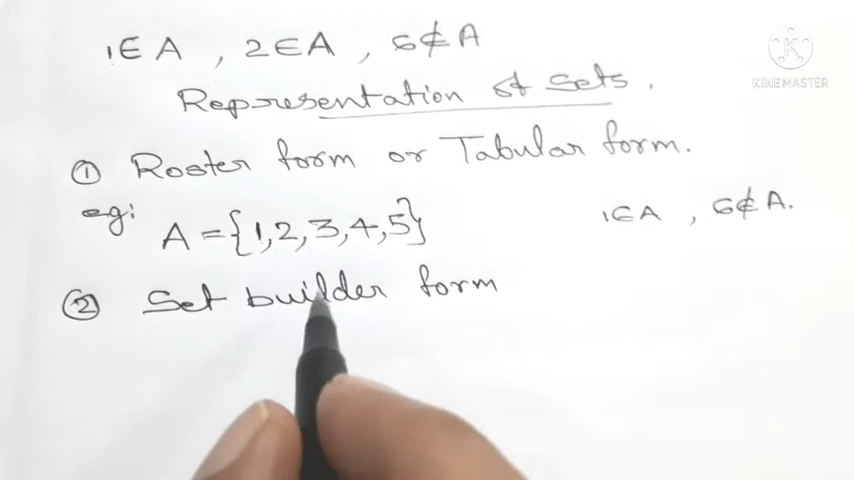 1∈A , 2∈A , 6∉A
Representation of Sets.
① Roster form or Tabular form.
eg: A = {1,2,3,4,5} 1∈A , 6∉A.
② Set builder form
KINEMASTER